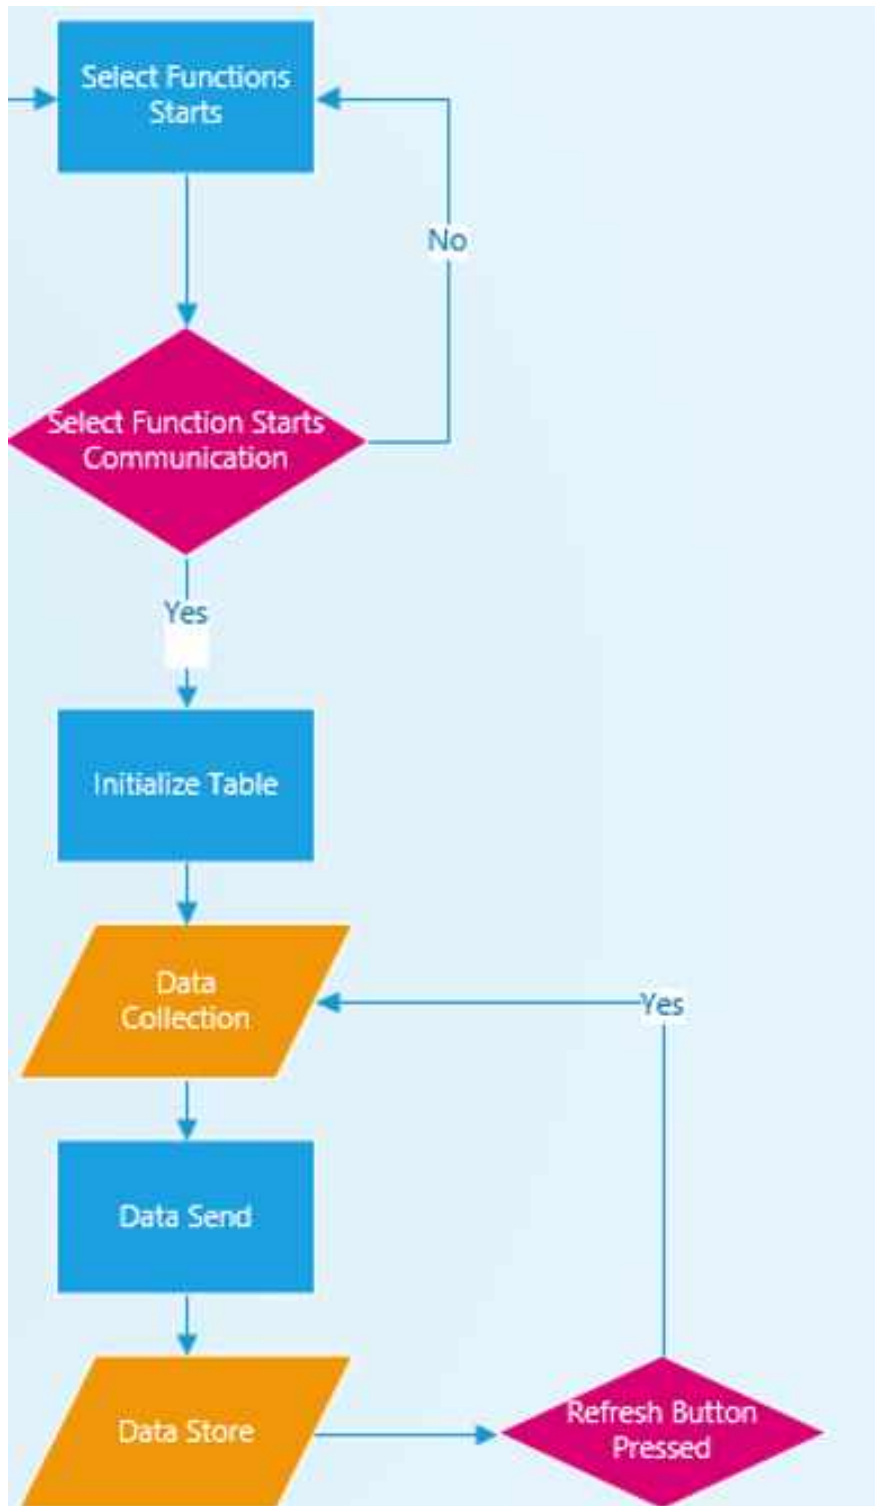 Select Functions
Starts
No
Select Function Starts
Communication
Yes
Initialize Table
Data
Collection
Yes
Data Send
Data Store
Refresh Button
Pressed